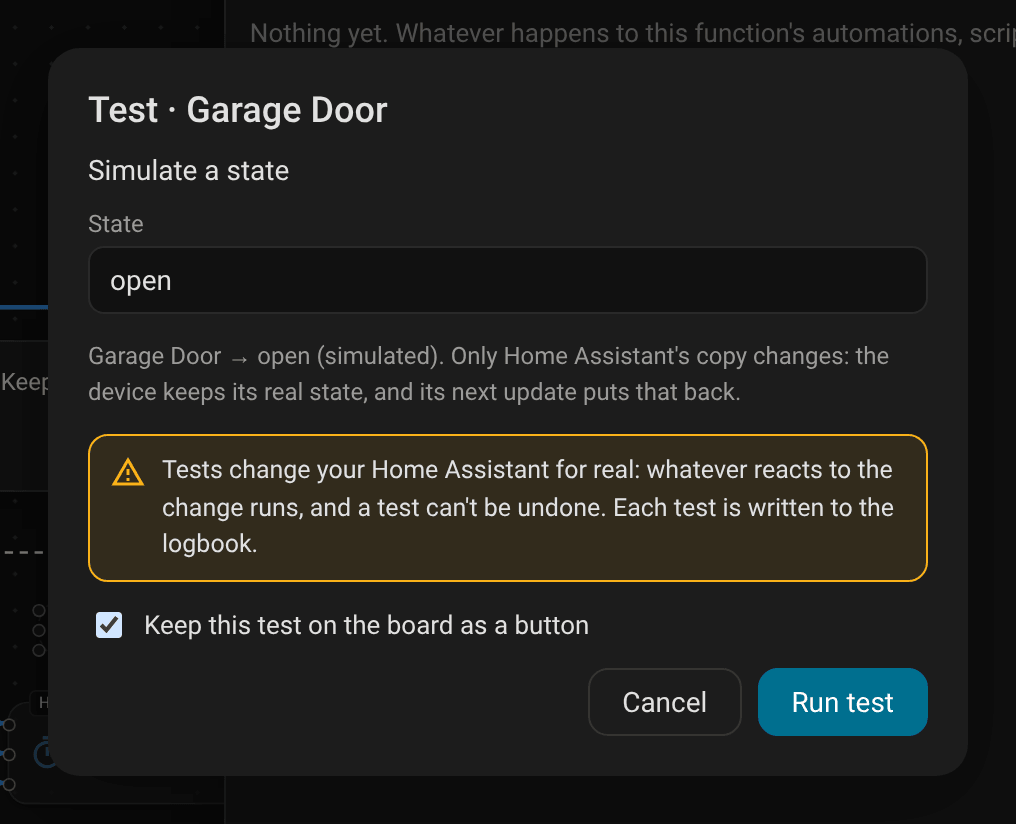 Nothing yet. Whatever happens to this function's automations, scrip
Test · Garage Door
Simulate a state
State
open
Garage Door → open (simulated). Only Home Assistant's copy changes: the
device keeps its real state, and its next update puts that back.
Keep
Tests change your Home Assistant for real: whatever reacts to the
change runs, and a test can't be undone. Each test is written to the
logbook.
Keep this test on the board as a button
H
Cancel
Run test